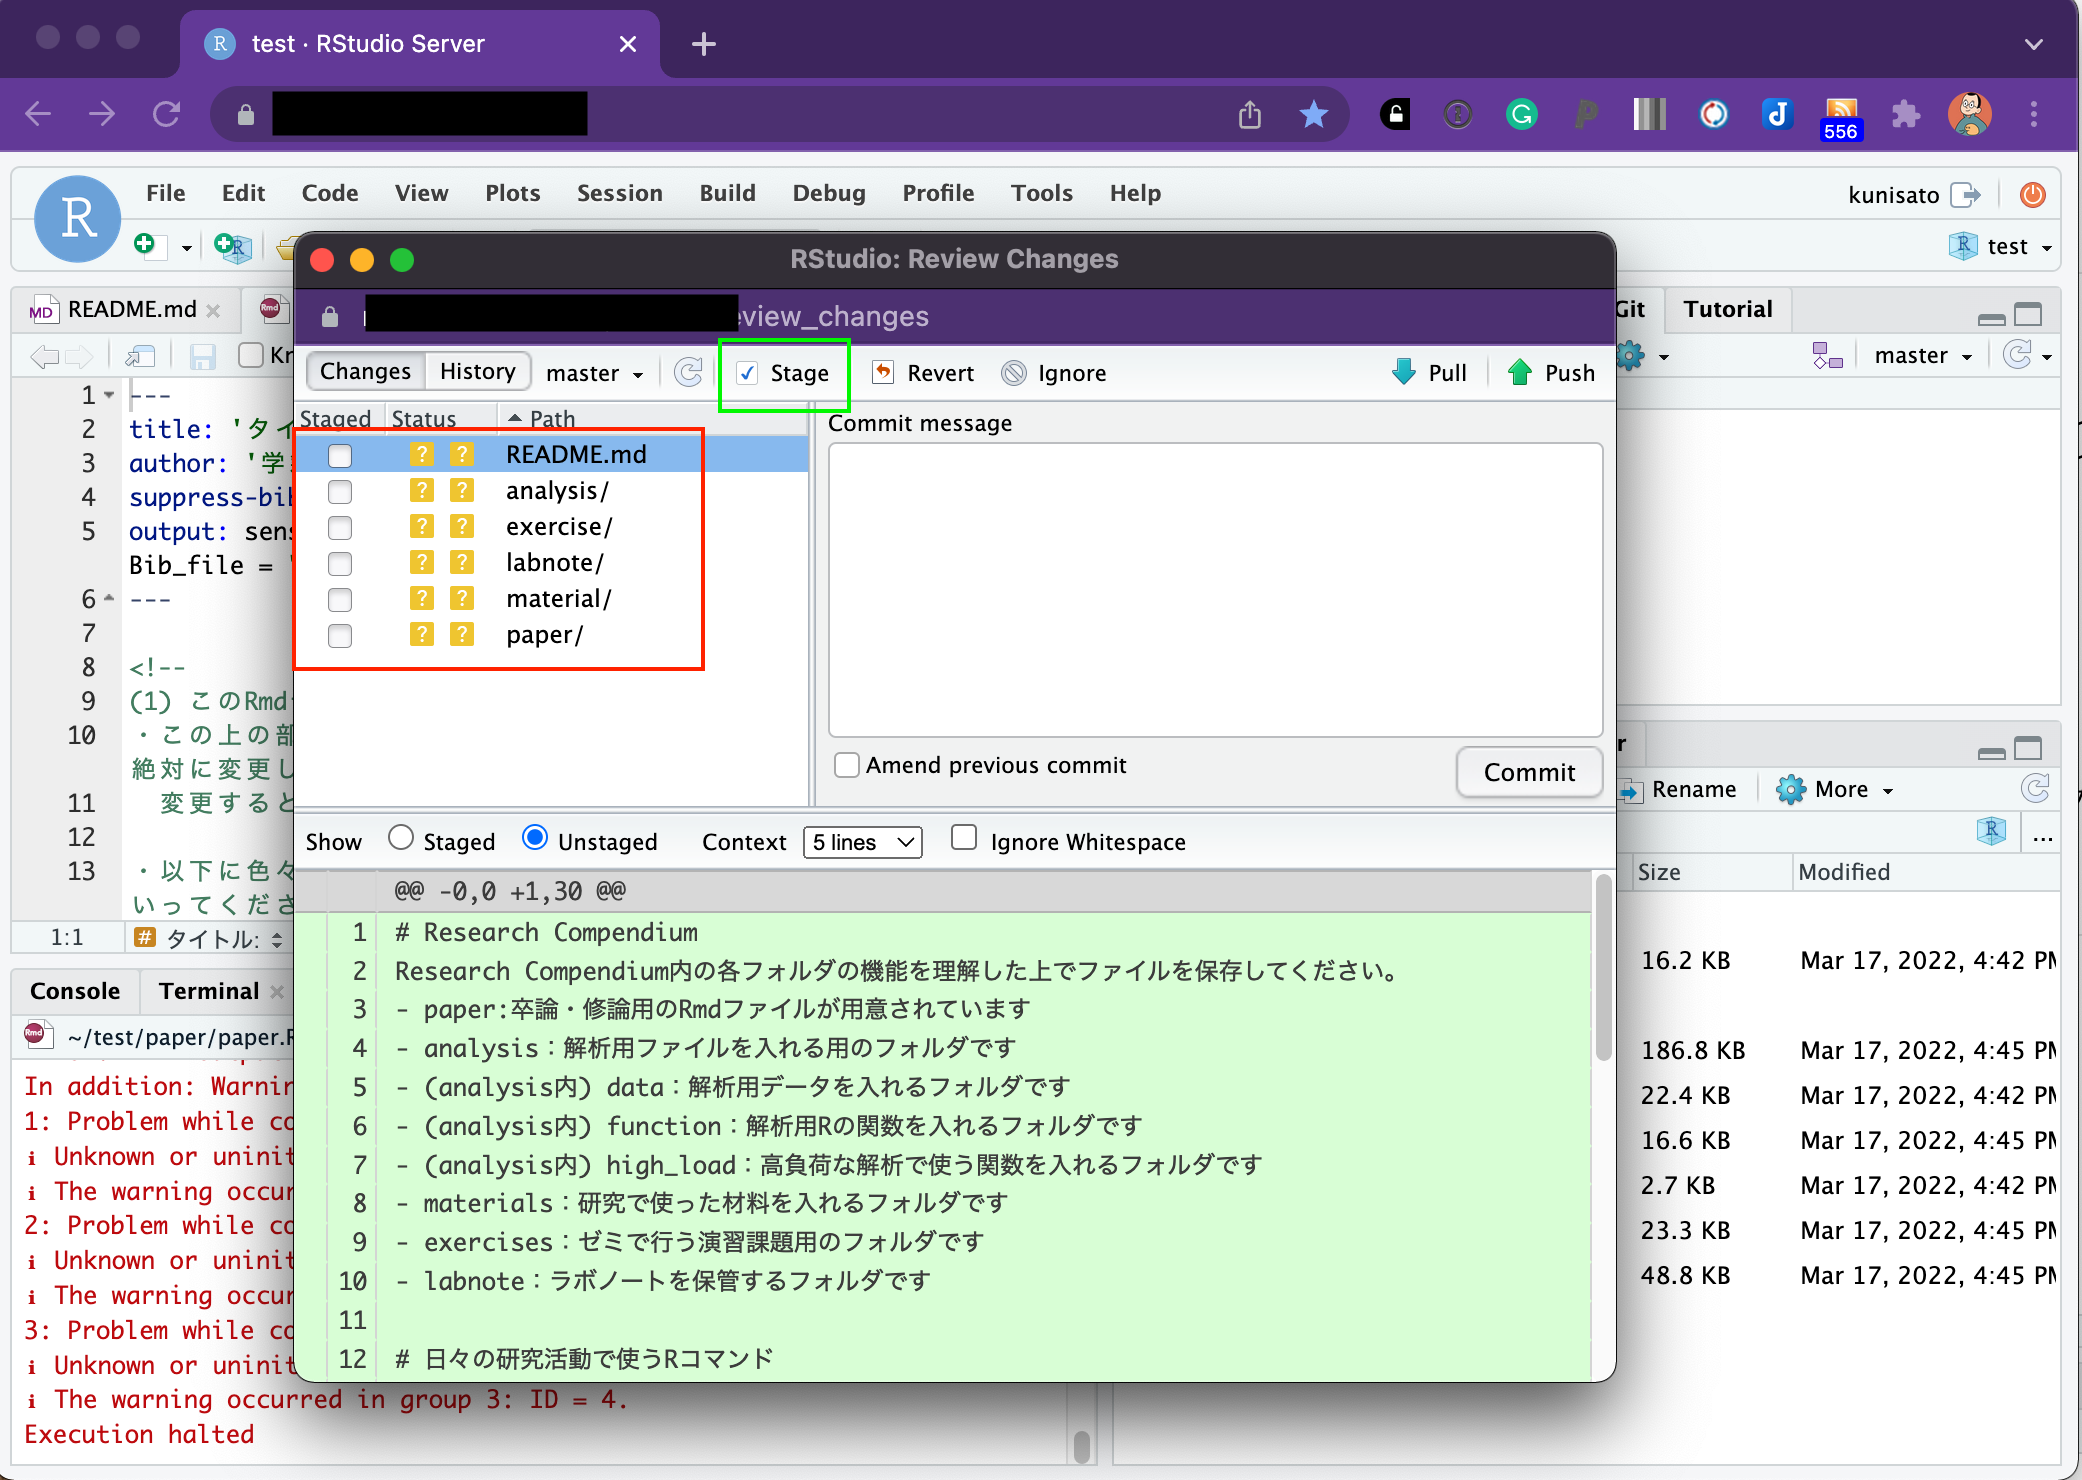 test · RStudio Server
556
File Edit Code View Plots Session Build Debug Profile Tools Help
kunisato
test
RStudio: Review Changes
eview_changes
README.md
Git Tutorial
master
Changes History master Stage Revert Ignore Pull Push
Staged Status Path
Commit message
README.md
analysis/
exercise/
labnote/
material/
paper/
Amend previous commit
Commit
Show Staged Unstaged Context 5 lines Ignore Whitespace
@@ -0,0 +1,30 @@
1 # Research Compendium
2 Research Compendium内の各フォルダの機能を理解した上でファイルを保存してください。
3 - paper:卒論・修論用のRmdファイルが用意されています
4 - analysis：解析用ファイルを入れる用のフォルダです
5 - (analysis内) data：解析用データを入れるフォルダです
6 - (analysis内) function：解析用Rの関数を入れるフォルダです
7 - (analysis内) high_load：高負荷な解析で使う関数を入れるフォルダです
8 - materials：研究で使った材料を入れるフォルダです
9 - exercises：ゼミで行う演習課題用のフォルダです
10 - labnote：ラボノートを保管するフォルダです
11
12 # 日々の研究活動で使うRコマンド
1 ---
2 title: 'タイ
3 author: '学
4 suppress-bi
5 output: sens
Bib_file =
6 ---
7
8 <!--
9 (1) このRmd
10 ・この上の部
絶対に変更し
11 変更すると
12
13 ・以下に色々
いってくださ
1:1 # タイトル:
Console Terminal
~/test/paper/paper.R
In addition: Warnin
1: Problem while co
i Unknown or uninit
i The warning occur
2: Problem while co
i Unknown or uninit
i The warning occur
3: Problem while co
i Unknown or uninit
i The warning occurred in group 3: ID = 4.
Execution halted
Rename More ...
Size Modified
16.2 KB Mar 17, 2022, 4:42 PM
186.8 KB Mar 17, 2022, 4:45 PM
22.4 KB Mar 17, 2022, 4:42 PM
16.6 KB Mar 17, 2022, 4:45 PM
2.7 KB Mar 17, 2022, 4:42 PM
23.3 KB Mar 17, 2022, 4:45 PM
48.8 KB Mar 17, 2022, 4:45 PM